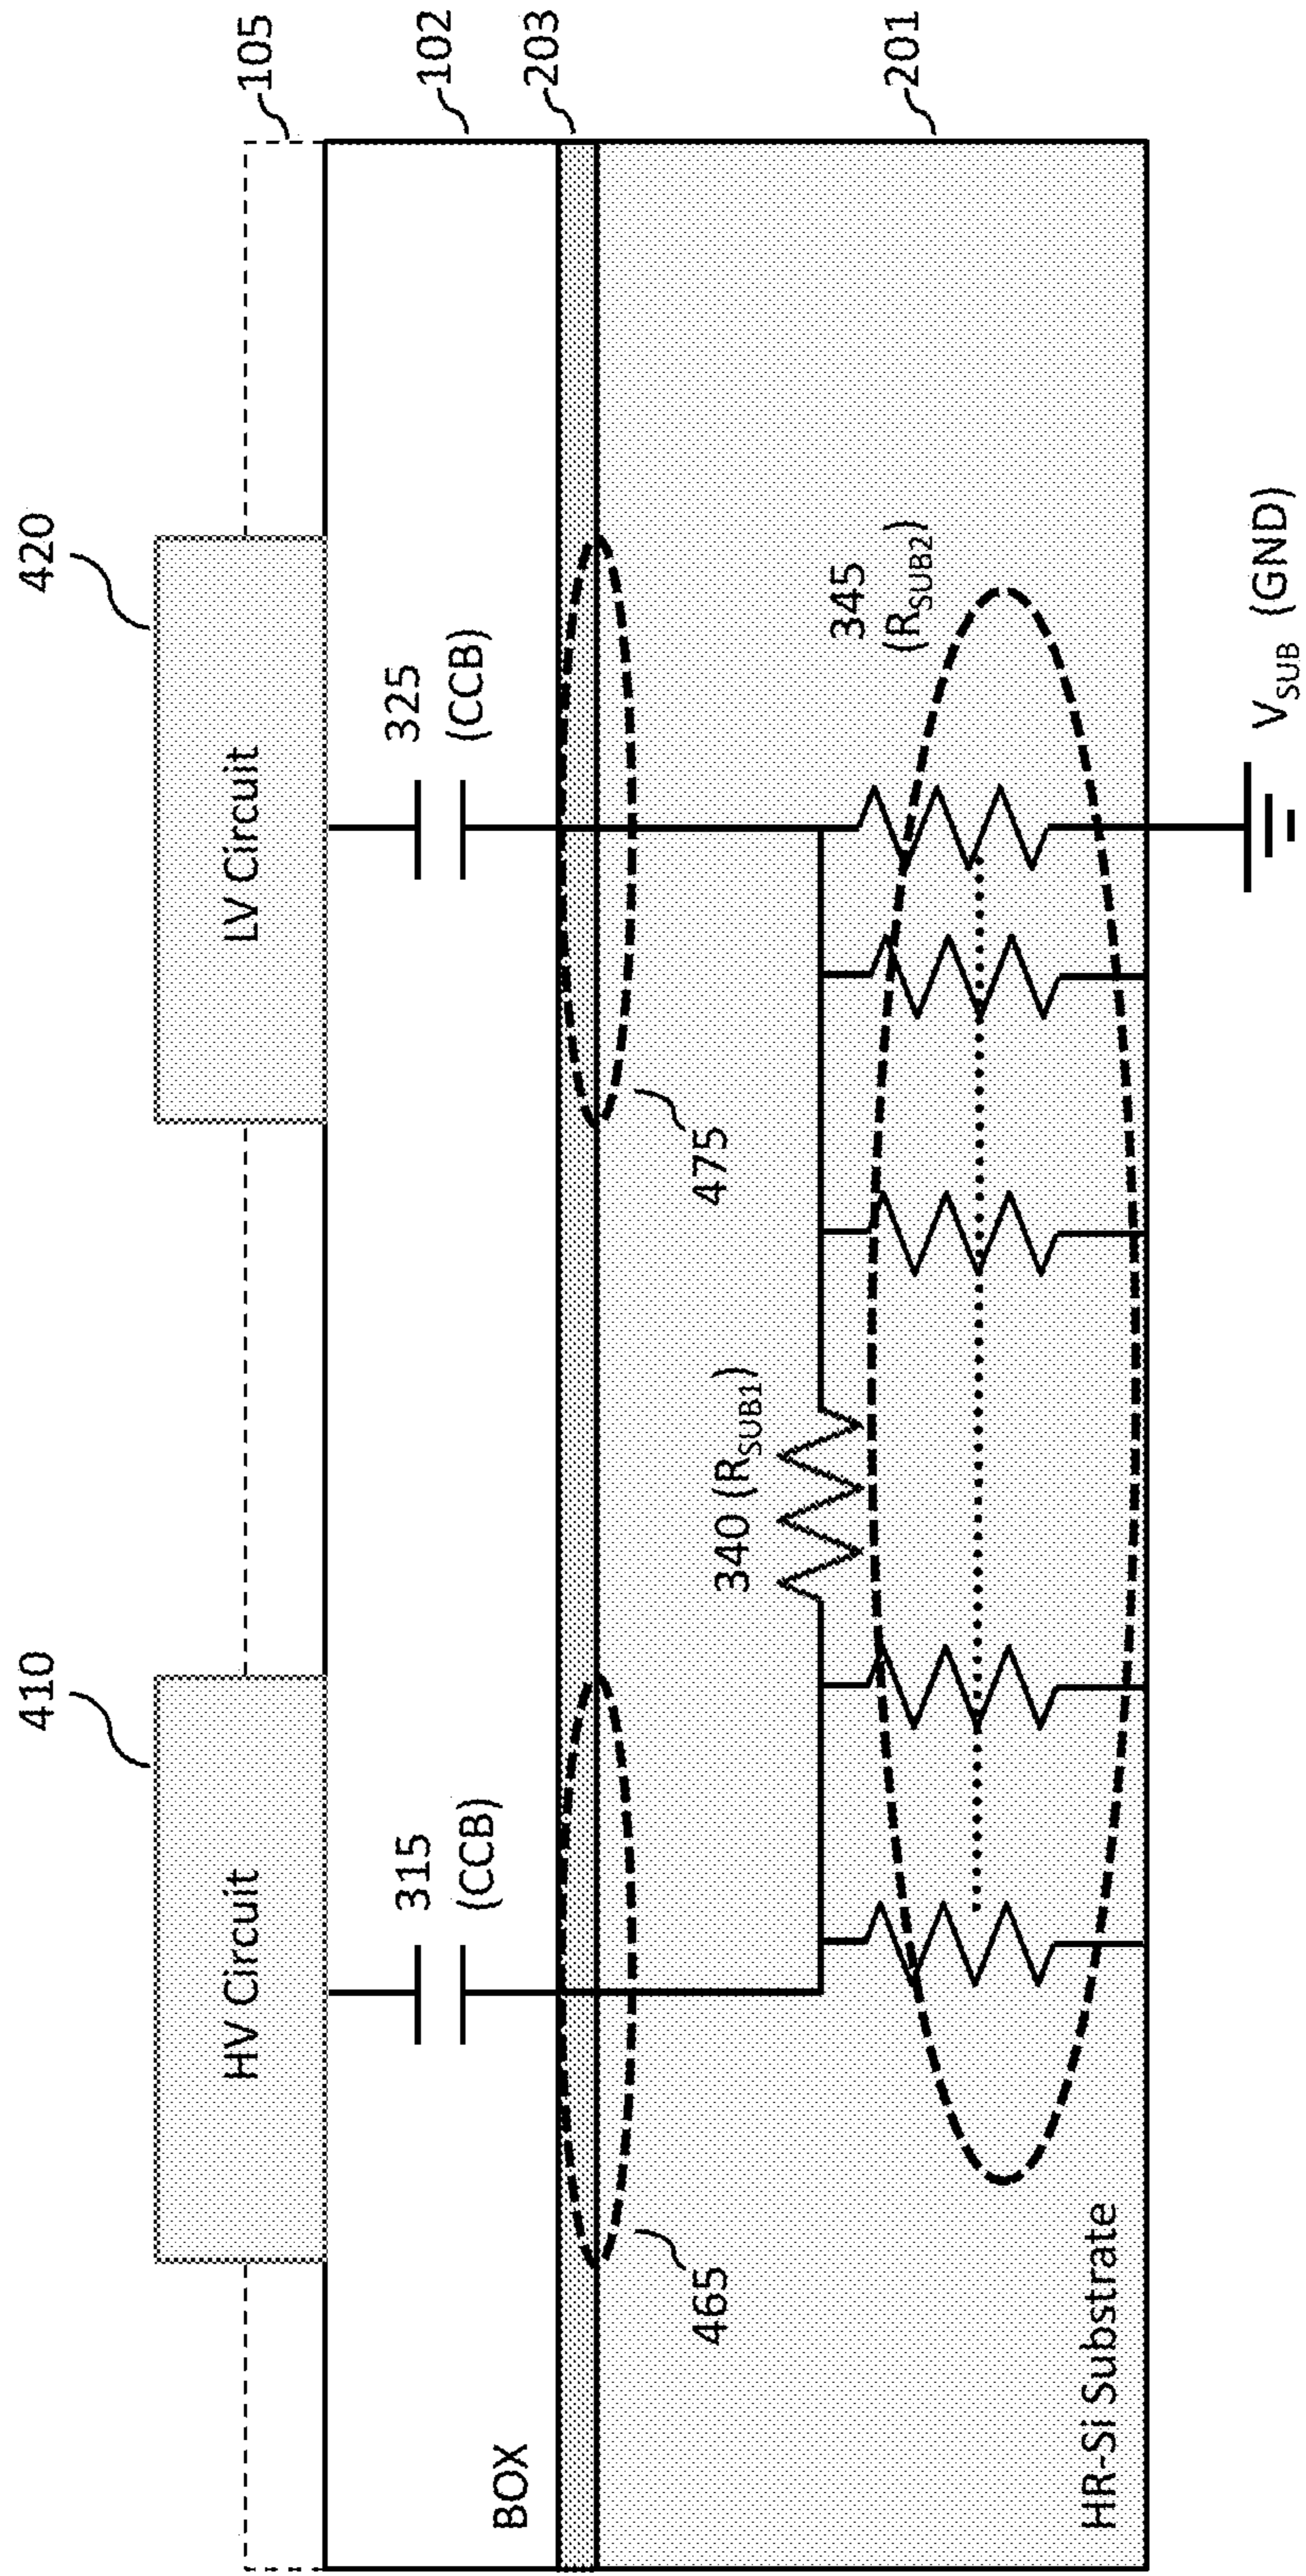 410
420
HV Circuit
LV Circuit
105
315
(CCB)
325
(CCB)
102
BOX
203
465
475
340 (RSUB1)
345
(RSUB2)
201
HR-Si Substrate
VSUB (GND)